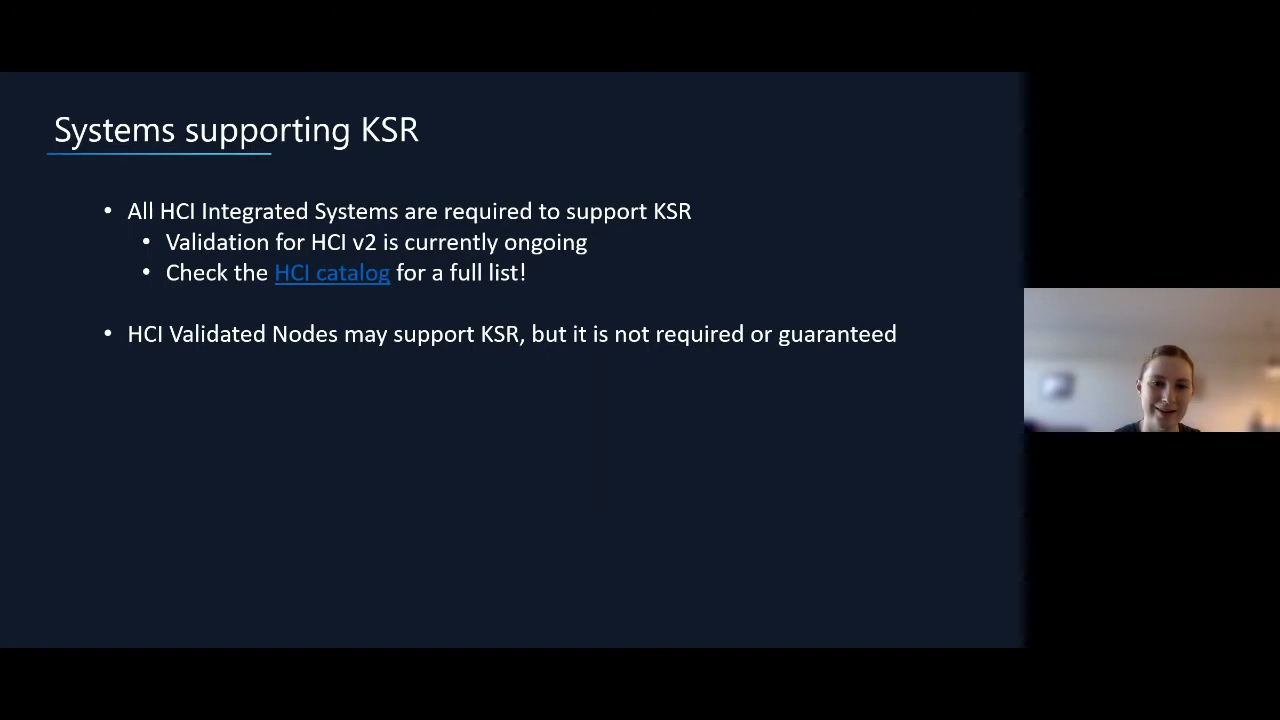 Systems supporting KSR
• All HCI Integrated Systems are required to support KSR
• Validation for HCI v2 is currently ongoing
• Check the HCI catalog for a full list!
• HCI Validated Nodes may support KSR, but it is not required or guaranteed